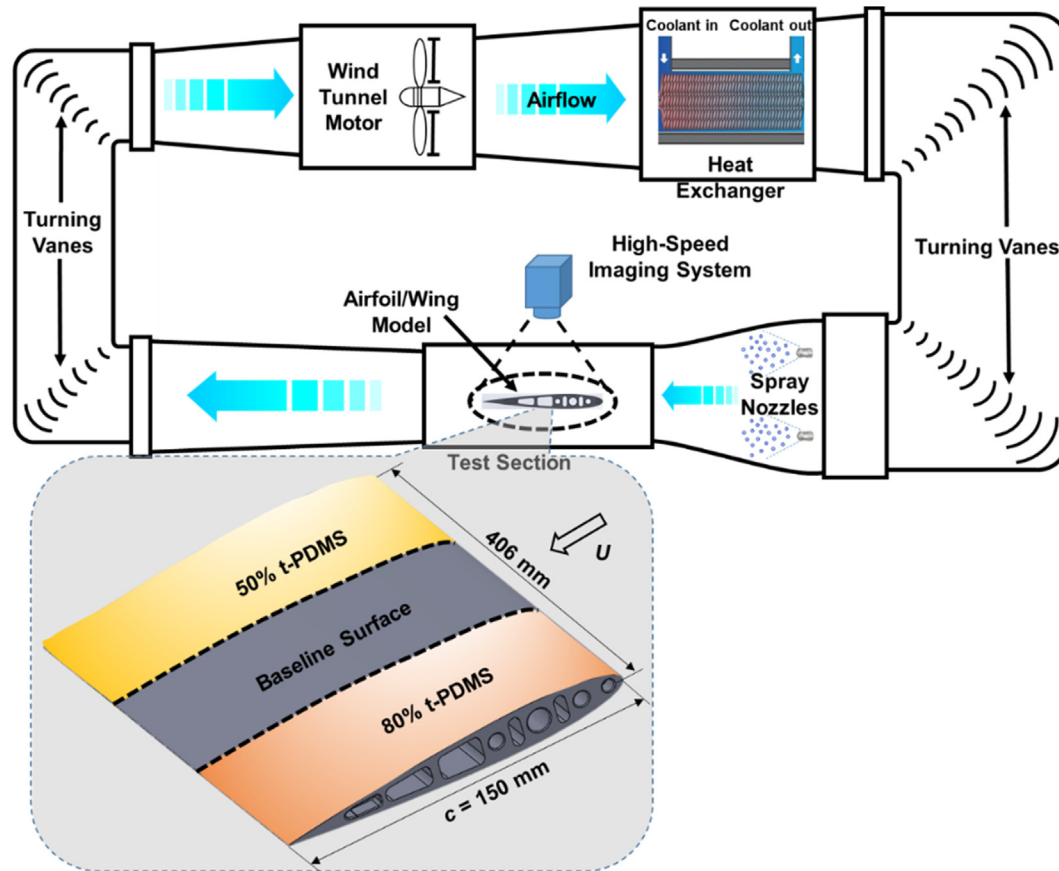 Coolant in Coolant out
Wind
Tunnel
Motor
Airflow
Heat
Exchanger
Turning
Vanes
Turning Vanes
High-Speed
Imaging System
Airfoil/Wing
Model
Spray
Nozzles
Test Section
50% t-PDMS
406 mm
U
Baseline Surface
80% t-PDMS
c = 150 mm